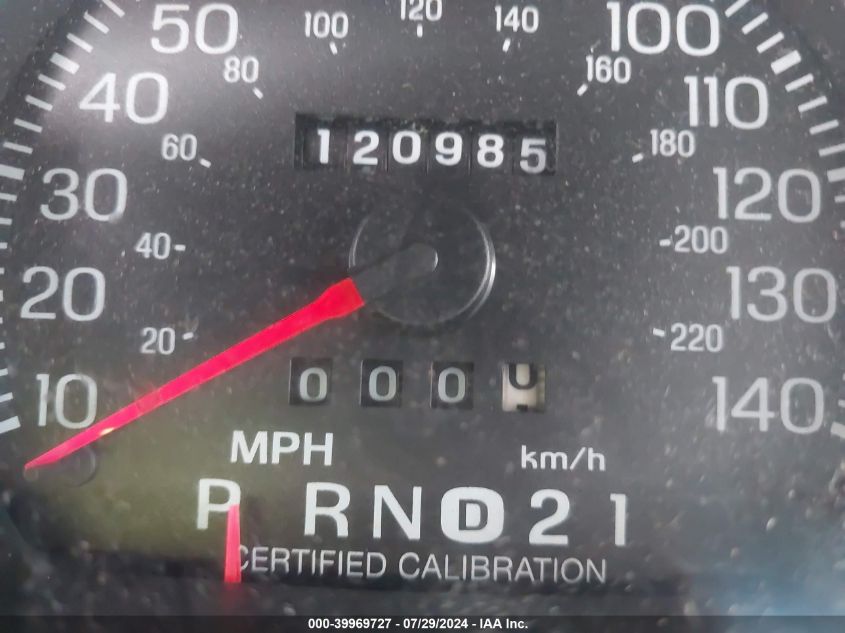 50 100 120 140 100
40 80 160 110
120985
60 180
30 120
40 200
20 130
20 220
10 000 0 140
MPH km/h
P R N D 2 1
CERTIFIED CALIBRATION
000-39969727 - 07/29/2024 - IAA Inc.